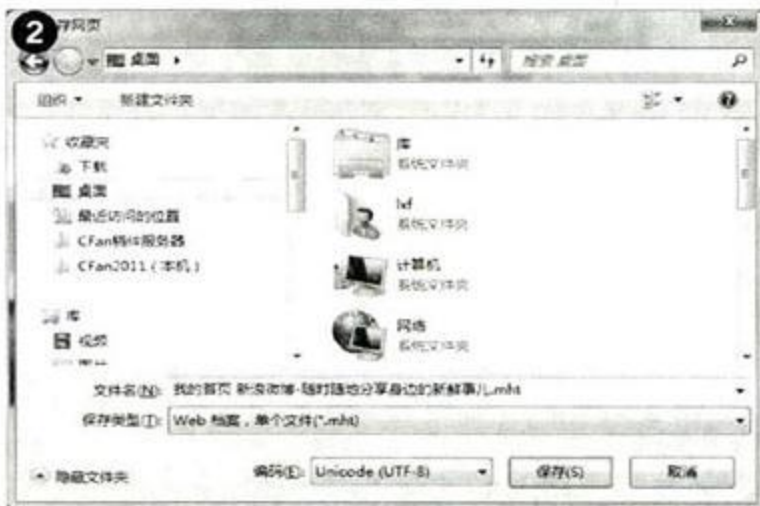 2
存网页
桌面
搜索 桌面
组织
新建文件夹
收藏夹
下载
桌面
最近访问的位置
CFan稿件服务器
CFan2011（本机）
库
视频
库
系统文件夹
lxf
系统文件夹
计算机
系统文件夹
网络
系统文件夹
文件名(N): 我的首页 新浪微博-随时随地分享身边的新鲜事儿.mht
保存类型(T): Web 档案，单个文件(*.mht)
隐藏文件夹
编码(E): Unicode (UTF-8)
保存(S)
取消